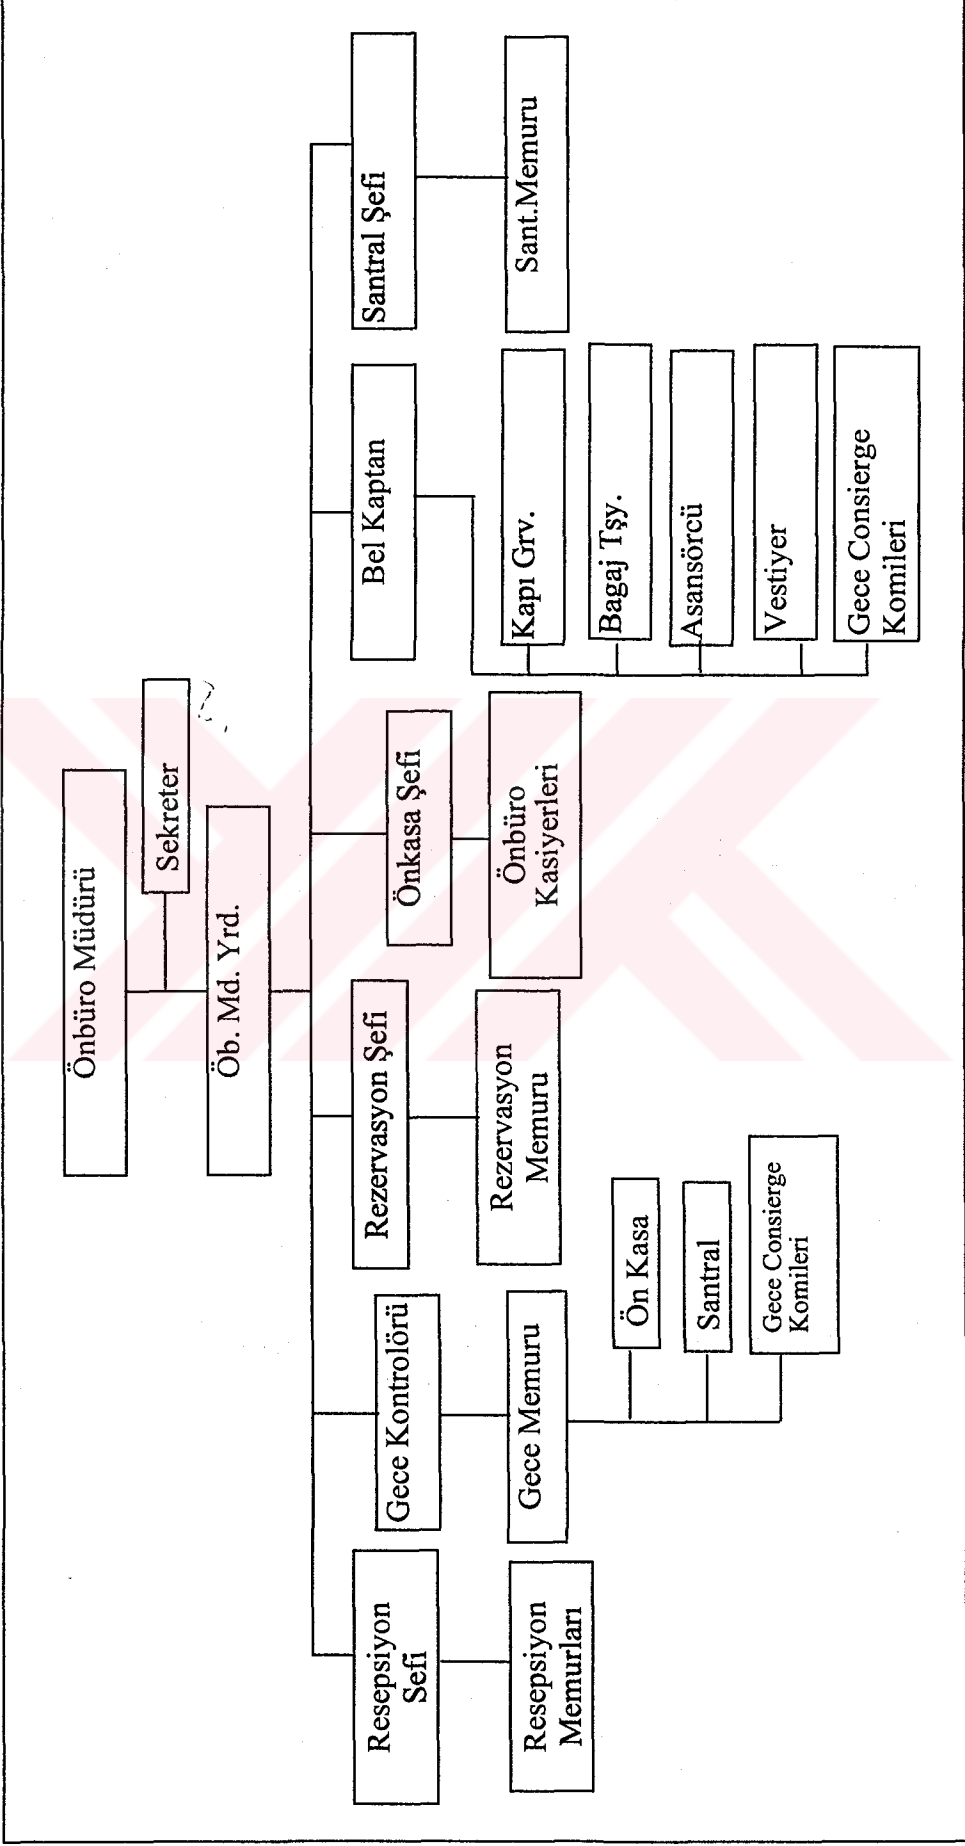 Önbüro Müdürü
Sekreter
Öb. Md. Yrd.
Resepsiyon
Sefi
Gece Kontrolörü
Rezervasyon Şefi
Önkasa Şefi
Bel Kaptan
Santral Şefi
Resepsiyon
Memurları
Gece Memuru
Rezervasyon
Memuru
Önbüro
Kasiyerleri
Kapı Grv.
Sant.Memuru
Bagaj Tşy.
Asansörcü
Vestiyer
Gece Consierge
Komileri
Ön Kasa
Santral
Gece Consierge
Komileri